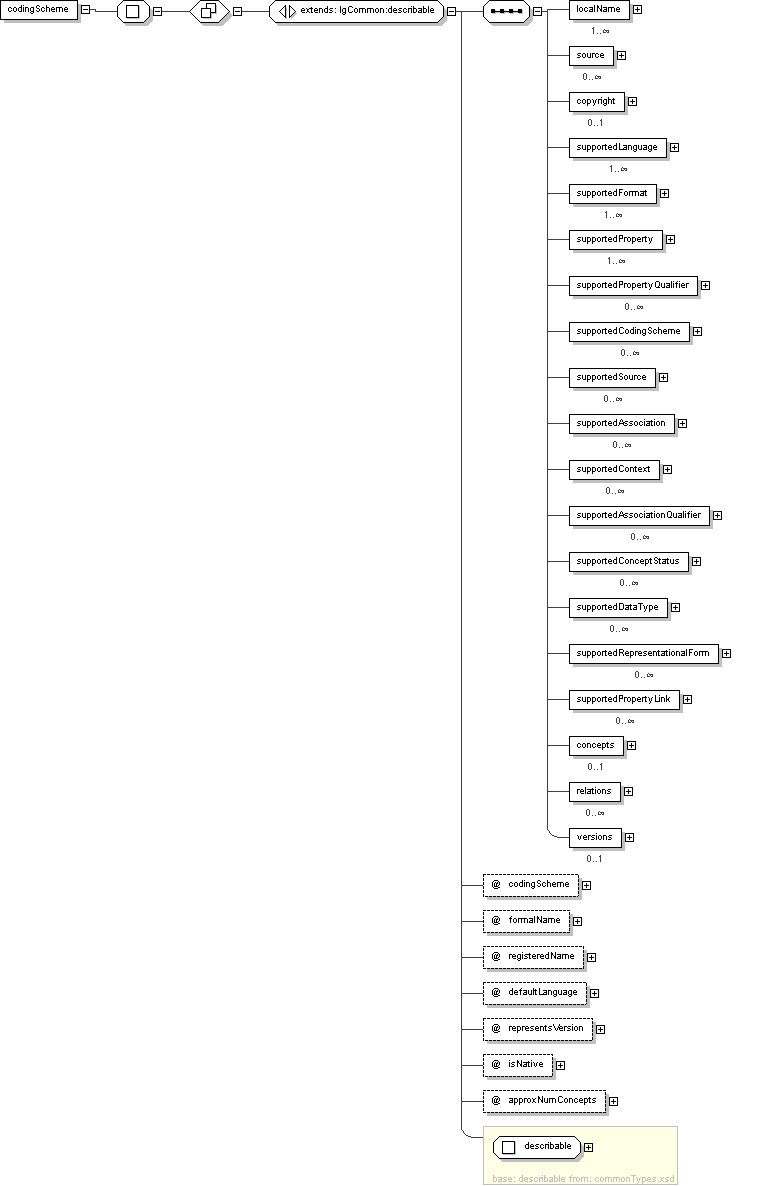 codingScheme
extends: lgCommon:describable
localName
1..∞
source
0..∞
copyright
0..1
supportedLanguage
1..∞
supportedFormat
1..∞
supportedProperty
1..∞
supportedPropertyQualifier
0..∞
supportedCodingScheme
0..∞
supportedSource
0..∞
supportedAssociation
0..∞
supportedContext
0..∞
supportedAssociationQualifier
0..∞
supportedConceptStatus
0..∞
supportedDataType
0..∞
supportedRepresentationalForm
0..∞
supportedPropertyLink
0..∞
concepts
0..1
relations
0..∞
versions
0..1
@ codingScheme
@ formalName
@ registeredName
@ defaultLanguage
@ representsVersion
@ isNative
@ approxNumConcepts
describable
base: describable from: commonTypes.xsd